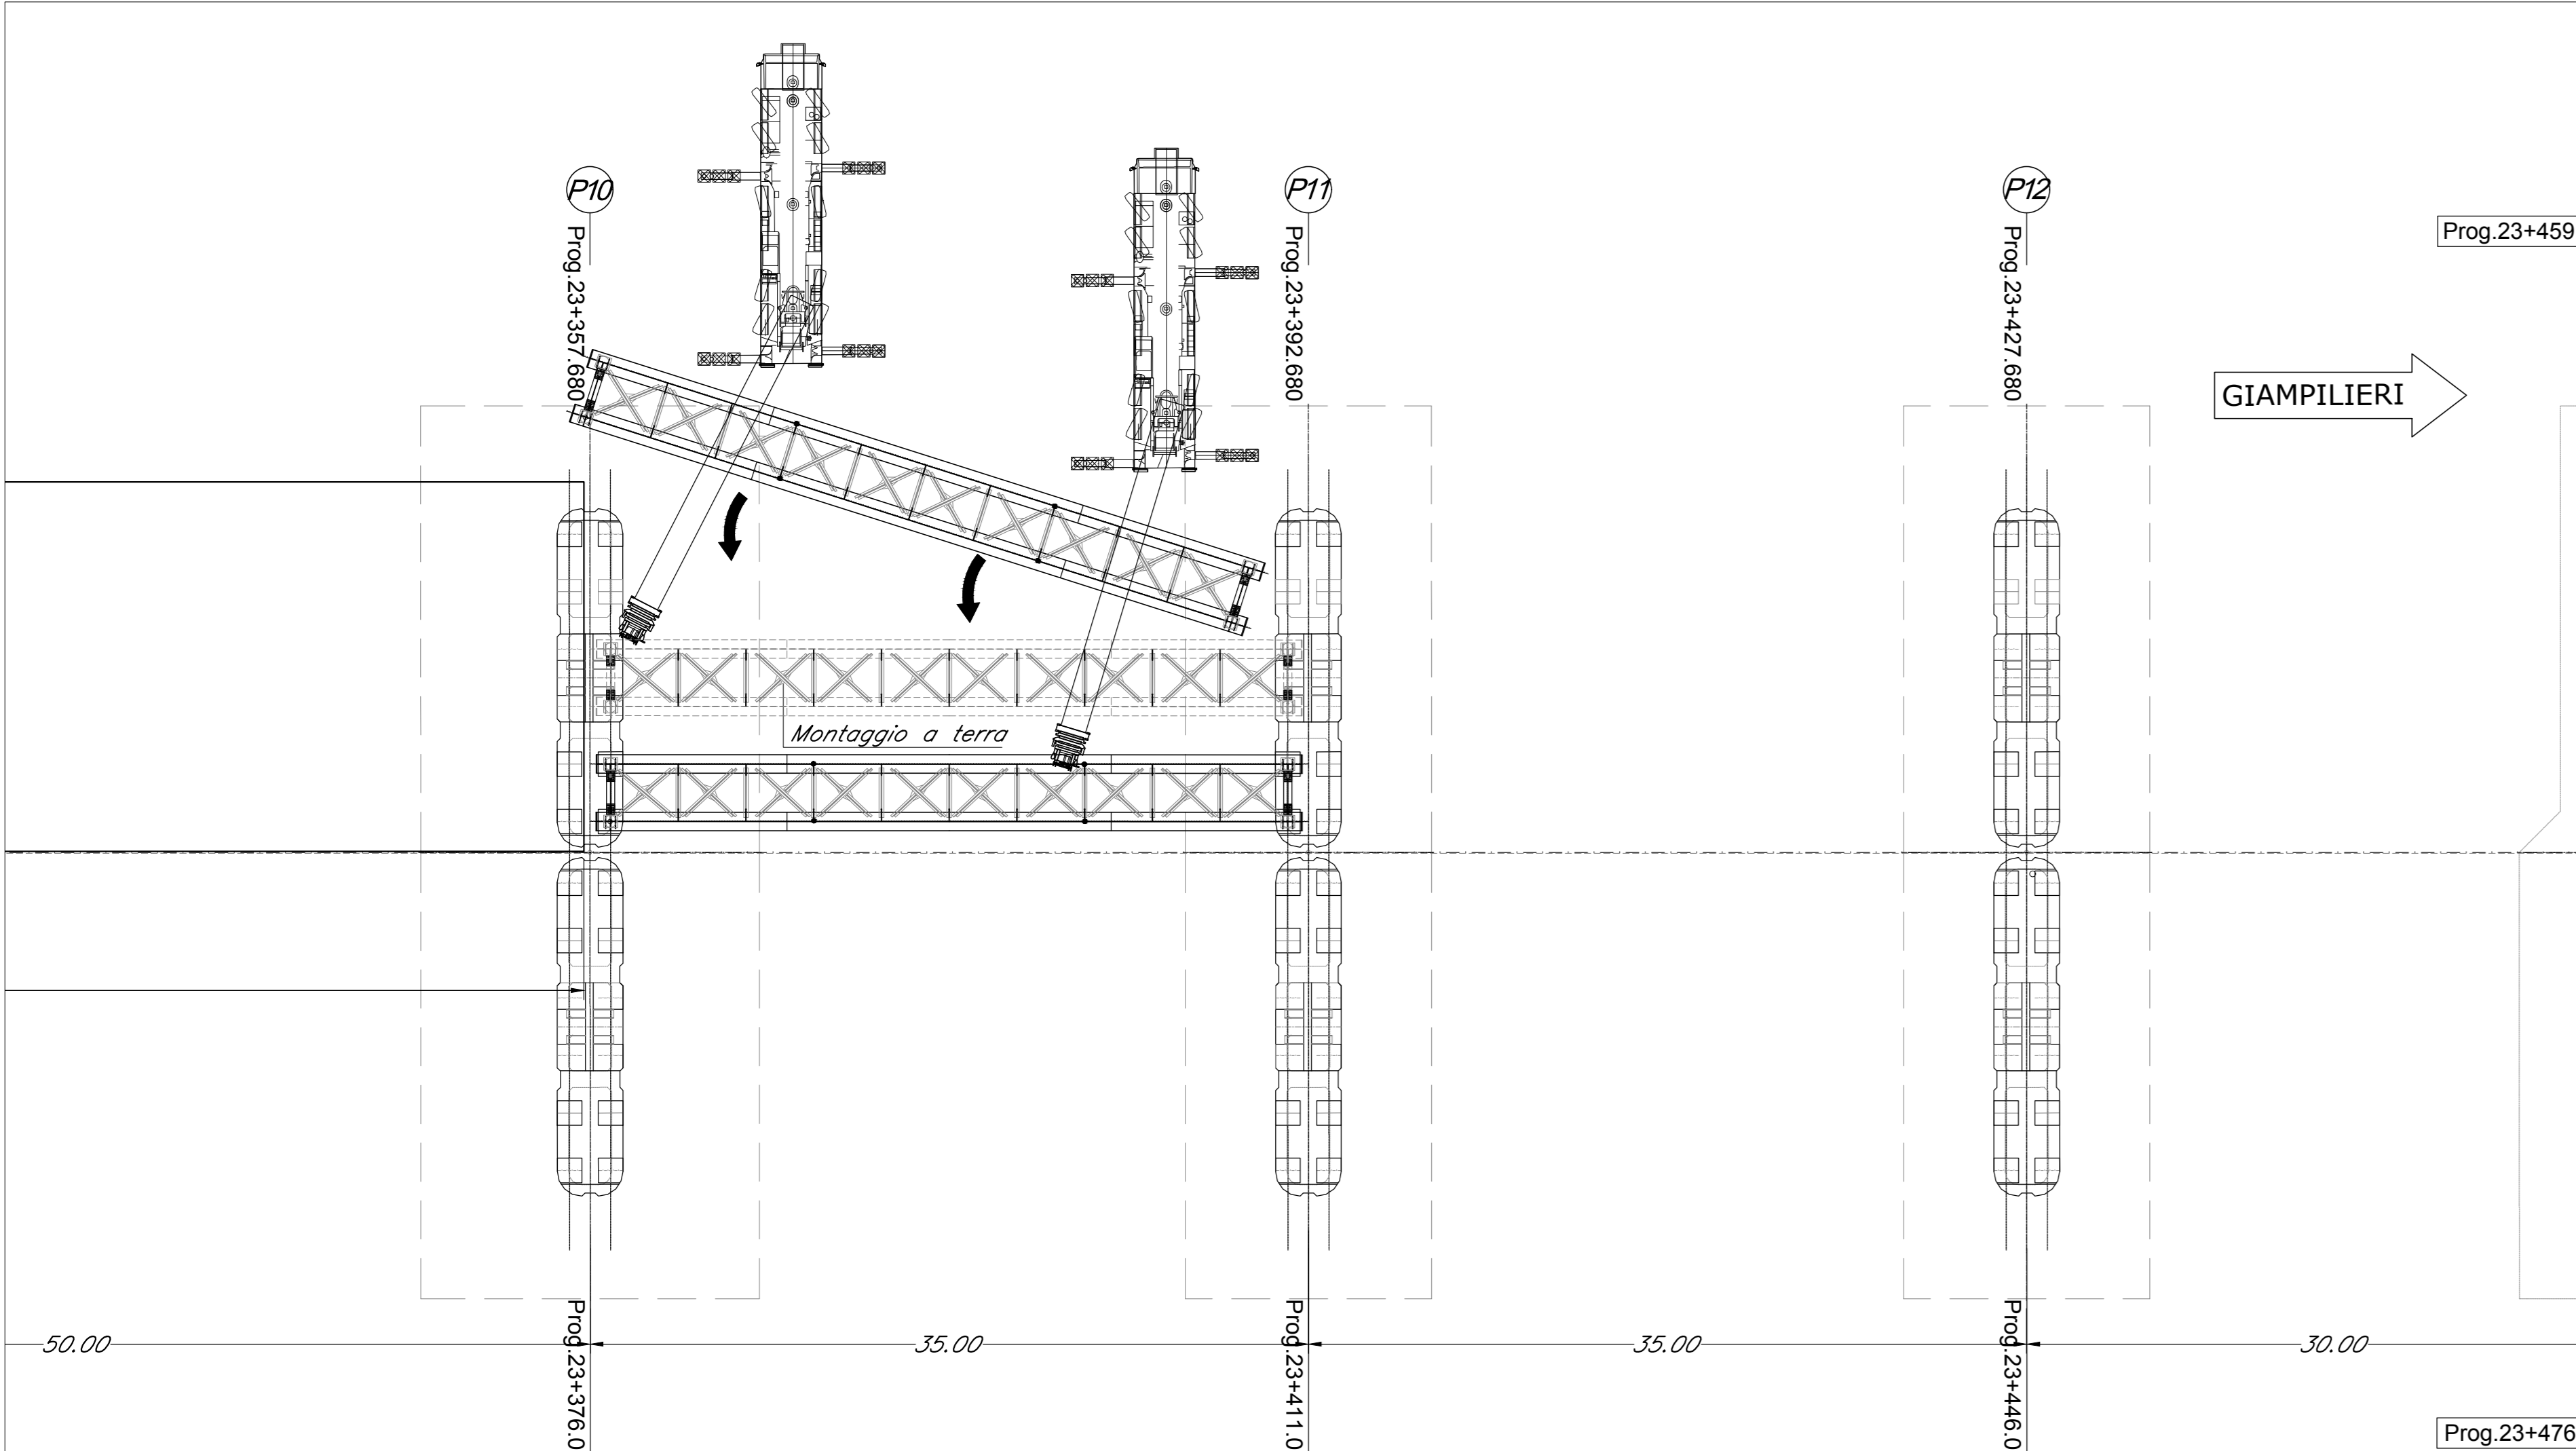 P10
P11
P12
Prog.23+357.680
Prog.23+392.680
Prog.23+427.680
Prog.23+459
GIAMPILIERI
Montaggio a terra
50.00
35.00
35.00
30.00
Prog.23+376.0
Prog.23+411.0
Prog.23+446.0
Prog.23+476